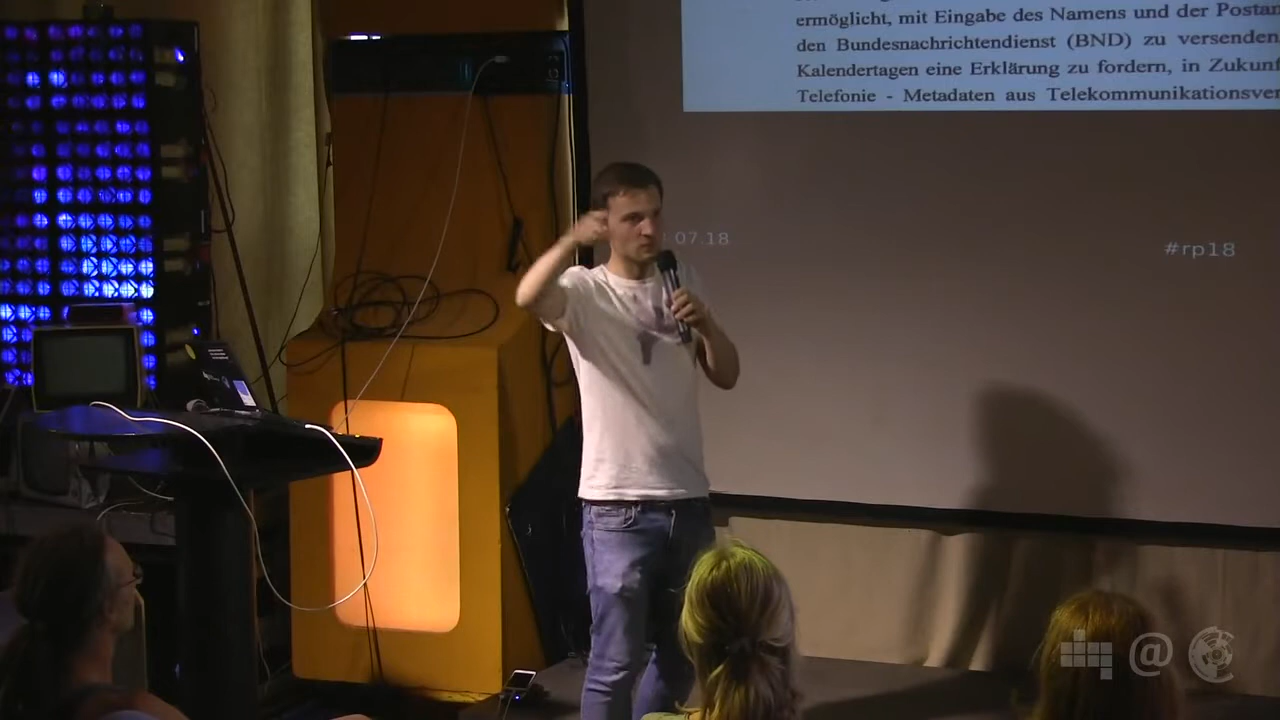 ermöglicht, mit Eingabe des Namens und der Postan
den Bundesnachrichtendienst (BND) zu versenden.
Kalendertagen eine Erklärung zu fordern, in Zukunf
Telefonie - Metadaten aus Telekommunikationsver
07.18
#rp18
@